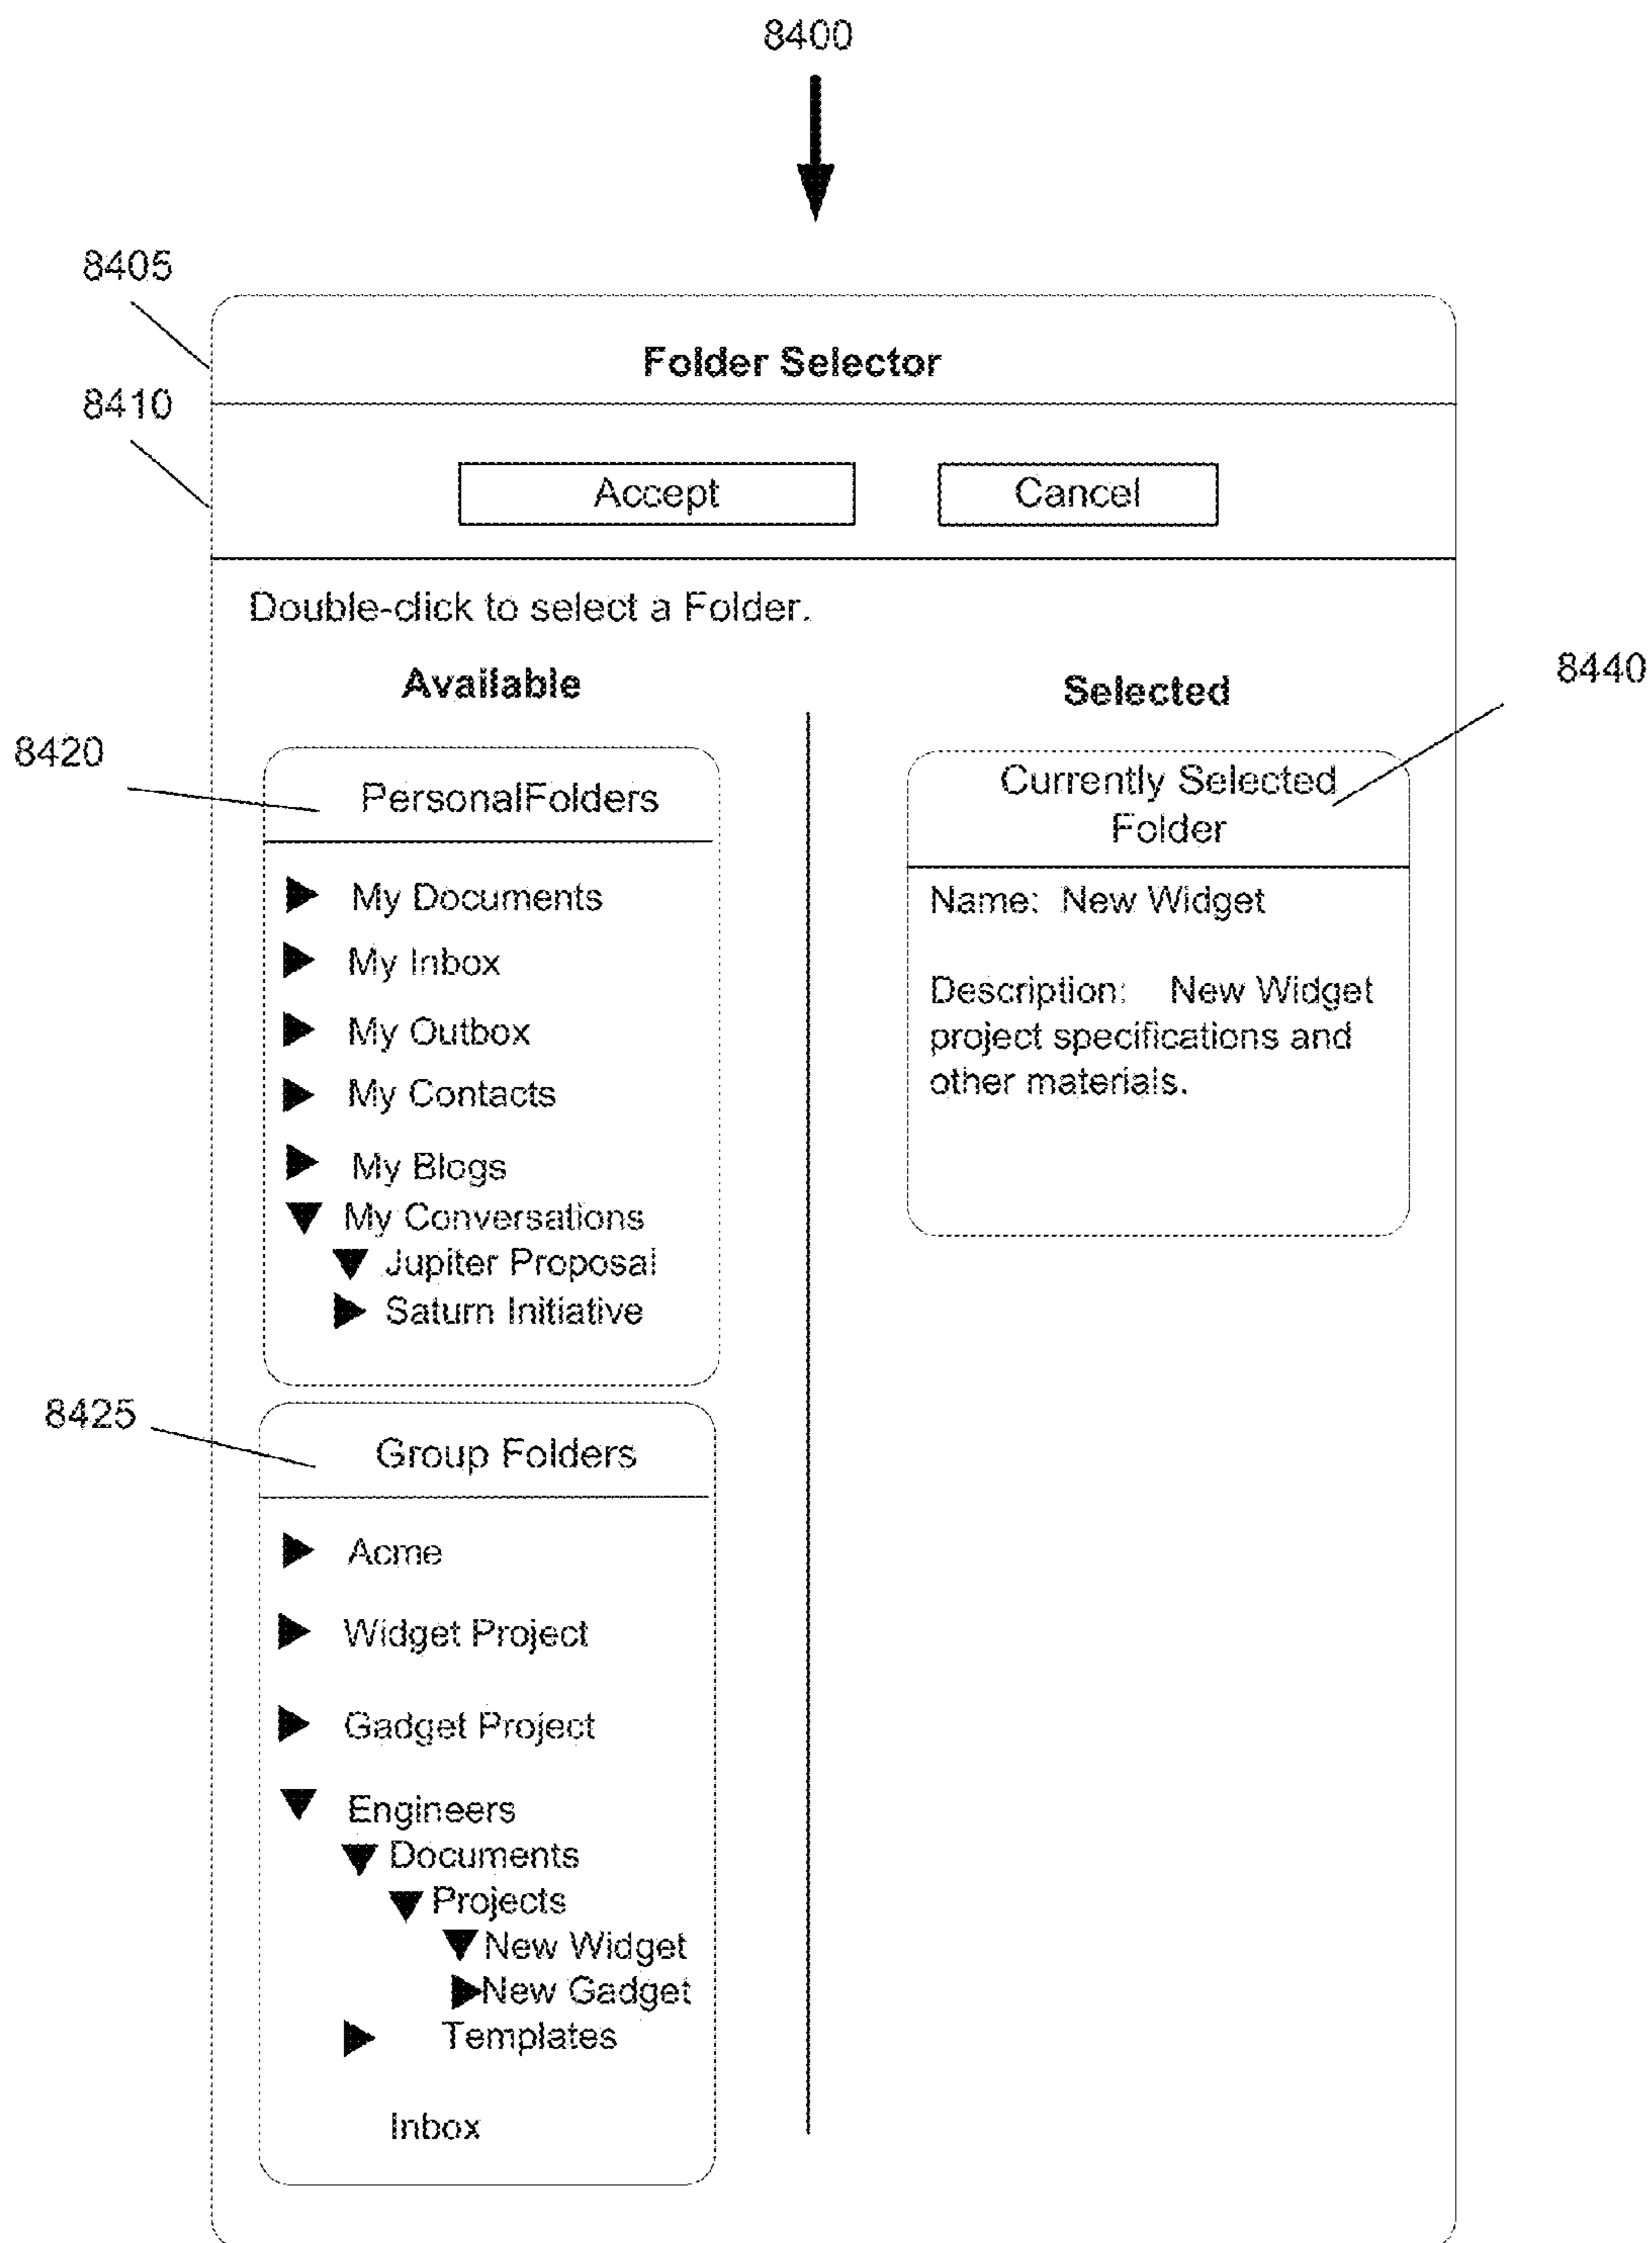 8400
8405
Folder Selector
8410
Accept
Cancel
Double-click to select a Folder.
Available
Selected
8440
8420
PersonalFolders
My Documents
My Inbox
My Outbox
My Contacts
My Blogs
My Conversations
Jupiter Proposal
Saturn Initiative
Currently Selected
Folder
Name: New Widget
Description: New Widget
project specifications and
other materials.
8425
Group Folders
Acme
Widget Project
Gadget Project
Engineers
Documents
Projects
New Widget
New Gadget
Templates
Inbox